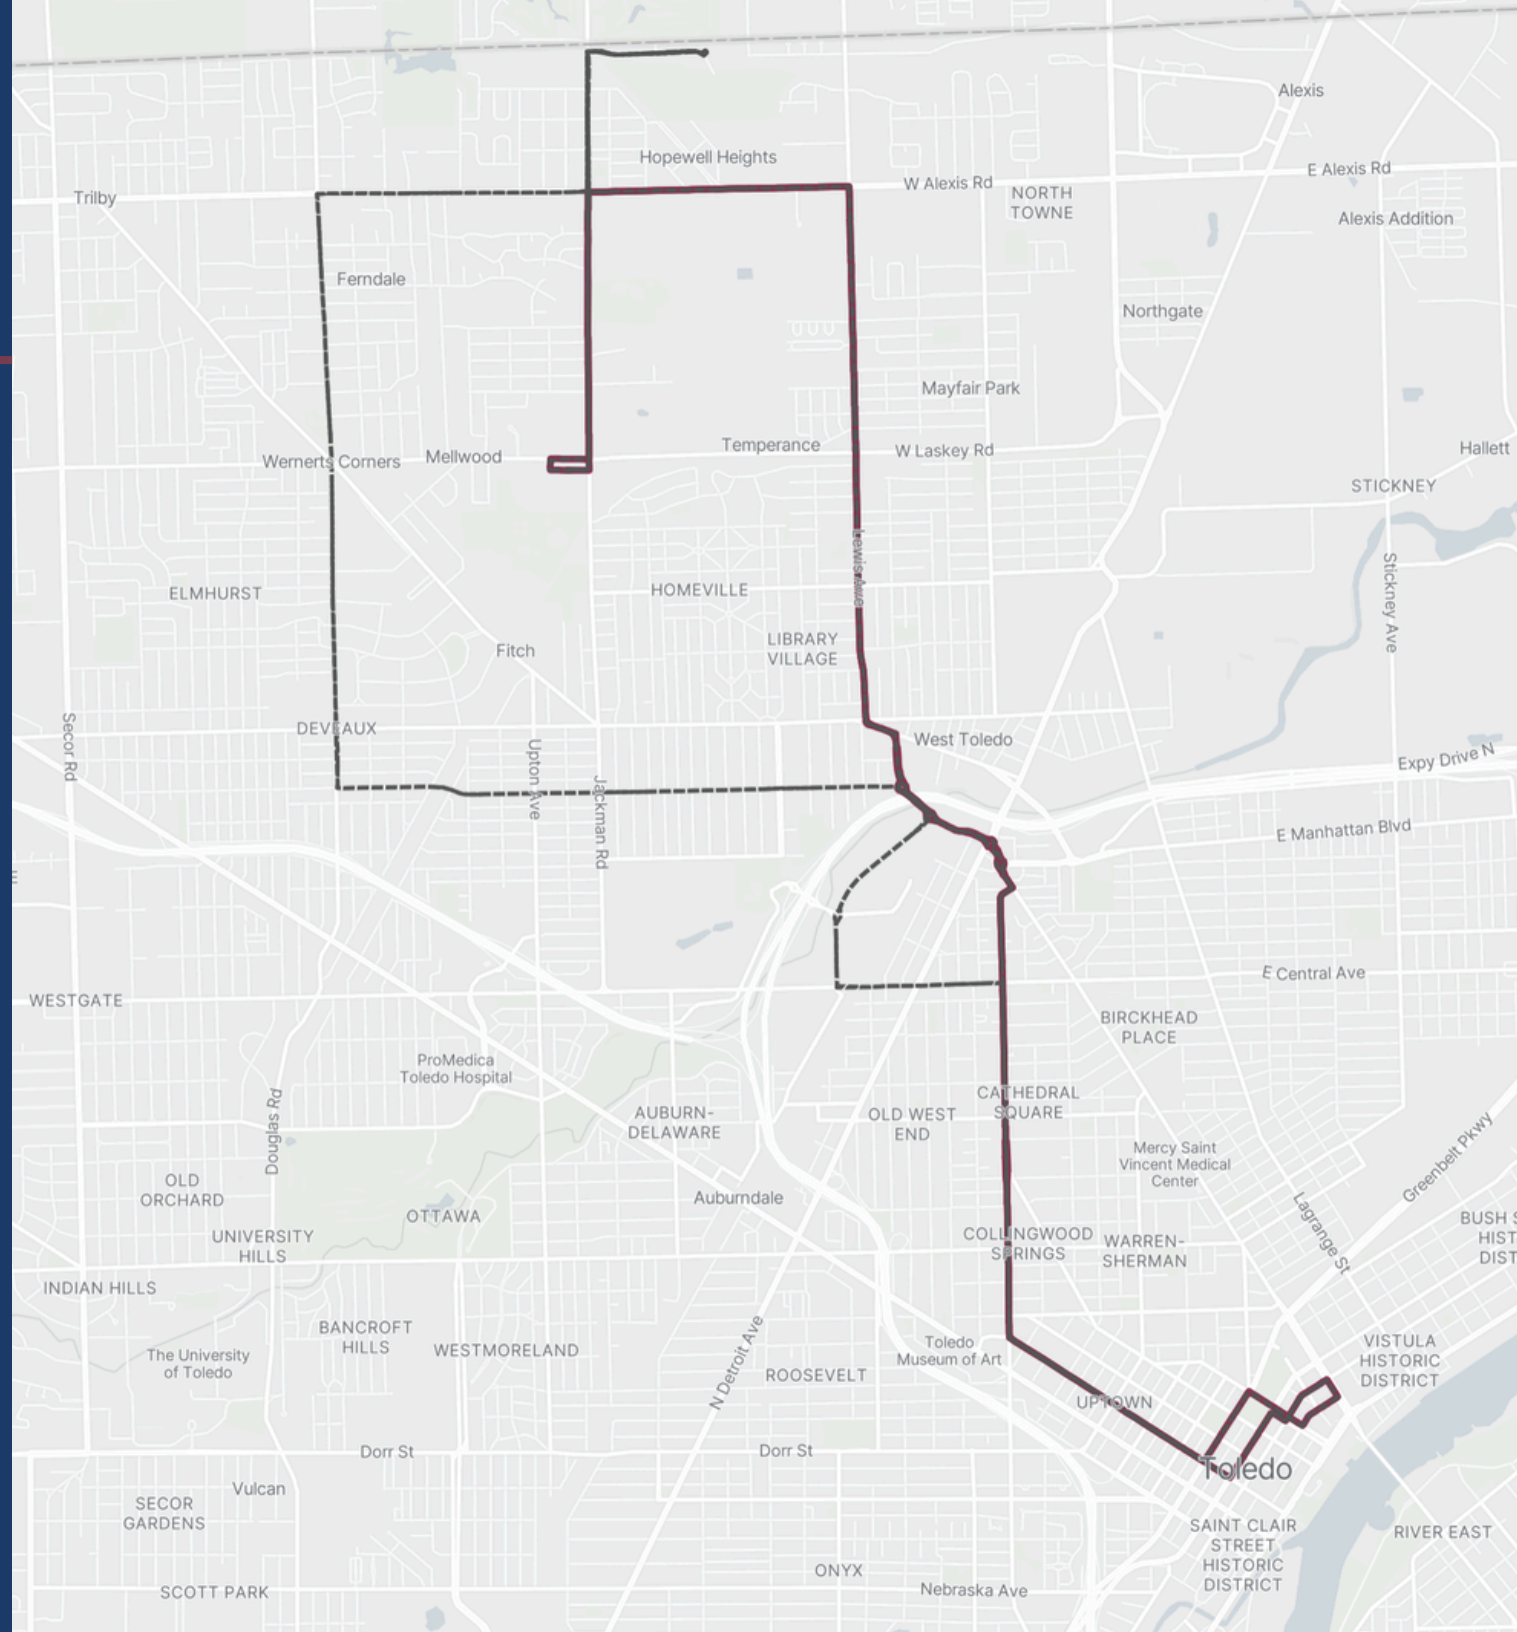 Alexis
Hopewell Heights
E Alexis Rd
W Alexis Rd
Trilby
NORTH
TOWNE
Alexis Addition
Ferndale
Northgate
Mayfair Park
Temperance
W Laskey Rd
Hallett
Wernerts Corners
Mellwood
STICKNEY
Lewis Ave
Stickney Ave
ELMHURST
HOMEVILLE
LIBRARY
VILLAGE
Fitch
DEVEAUX
Secor Rd
Upton Ave
Jackman Rd
West Toledo
Expy Drive N
E Manhattan Blvd
E Central Ave
WESTGATE
BIRCKHEAD
PLACE
ProMedica
Toledo Hospital
Douglas Rd
CATHEDRAL
SQUARE
AUBURN-
DELAWARE
OLD WEST
END
Mercy Saint
Vincent Medical
Center
Greenbelt Pkwy
OLD
ORCHARD
Auburndale
Lagrange St
OTTAWA
BUSH S
HIST
DIST
UNIVERSITY
HILLS
COLLINGWOOD
SPRINGS
WARREN-
SHERMAN
INDIAN HILLS
BANCROFT
HILLS
WESTMORELAND
The University
of Toledo
N Detroit Ave
Toledo
Museum of Art
VISTULA
HISTORIC
DISTRICT
ROOSEVELT
UPTOWN
Dorr St
Dorr St
Toledo
Vulcan
SECOR
GARDENS
SAINT CLAIR
STREET
HISTORIC
DISTRICT
RIVER EAST
ONYX
Nebraska Ave
SCOTT PARK